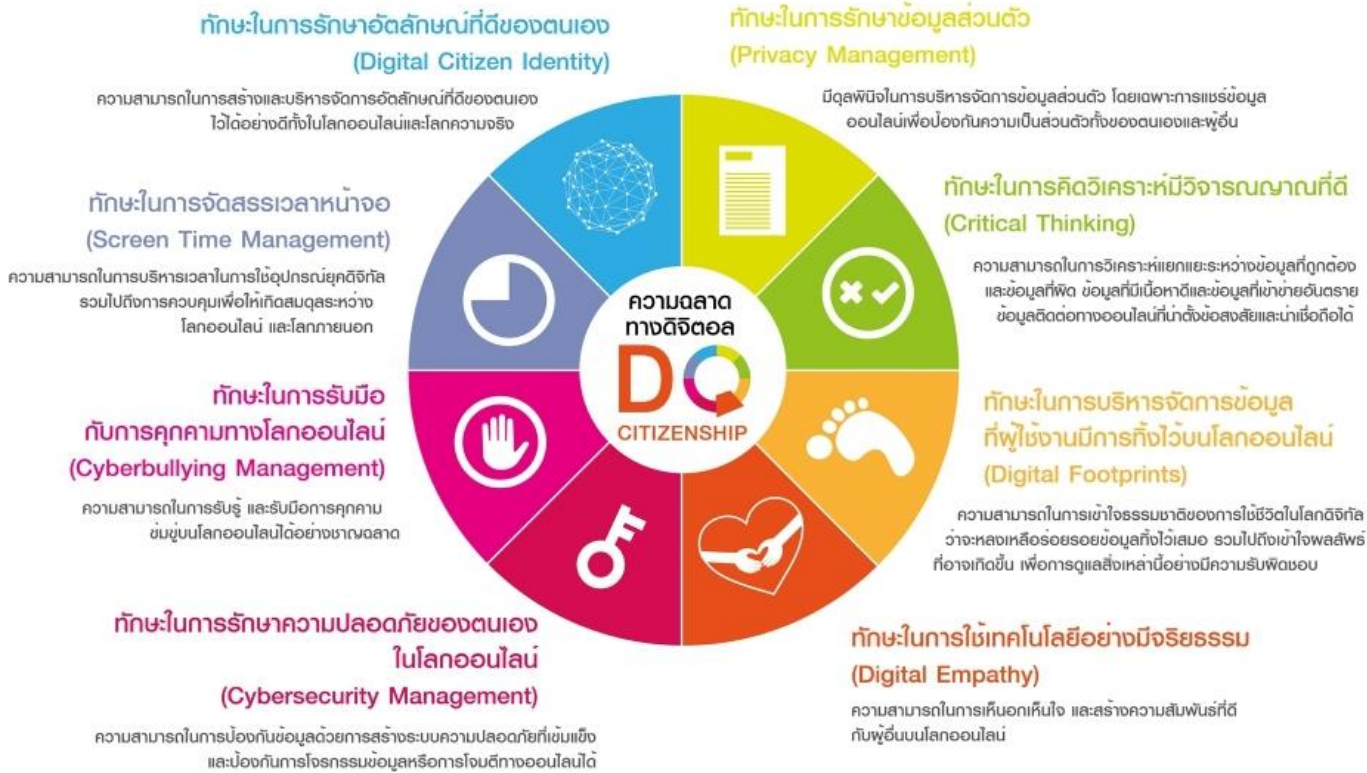 ทักษะในการรักษาอัตลักษณ์ที่ดีของตนเอง
(Digital Citizen Identity)
ความสามารถในการสร้างและบริหารจัดการอัตลักษณ์ที่ดีของตนเอง
ไว้ได้อย่างดีทั้งในโลกออนไลน์และโลกความจริง
ทักษะในการรักษาข้อมูลส่วนตัว
(Privacy Management)
มีดุลพินิจในการบริหารจัดการข้อมูลส่วนตัว โดยเฉพาะการแชร์ข้อมูล
ออนไลน์เพื่อป้องกันความเป็นส่วนตัวทั้งของตนเองและผู้อื่น
ทักษะในการจัดสรรเวลาหน้าจอ
(Screen Time Management)
ความสามารถในการบริหารเวลาในการใช้อุปกรณ์ยุคดิจิทัล
รวมไปถึงการควบคุมเพื่อให้เกิดสมดุลระหว่าง
โลกออนไลน์ และโลกภายนอก
ทักษะในการคิดวิเคราะห์มีวิจารณญาณที่ดี
(Critical Thinking)
ความสามารถในการวิเคราะห์แยกแยะระหว่างข้อมูลที่ถูกต้อง
และข้อมูลที่ผิด ข้อมูลที่มีเนื้อหาดีและข้อมูลที่เข้าข่ายอันตราย
ข้อมูลติดต่อทางออนไลน์ที่น่าตั้งข้อสงสัยและน่าเชื่อถือได้
ความฉลาด
ทางดิจิตอล
DQ
CITIZENSHIP
ทักษะในการรับมือ
กับการคุกคามทางโลกออนไลน์
(Cyberbullying Management)
ความสามารถในการรับรู้ และรับมือการคุกคาม
ข่มขู่บนโลกออนไลน์ได้อย่างชาญฉลาด
ทักษะในการบริหารจัดการข้อมูล
ที่ผู้ใช้งานมีการทิ้งไว้บนโลกออนไลน์
(Digital Footprints)
ความสามารถในการเข้าใจธรรมชาติของการใช้ชีวิตในโลกดิจิทัล
ว่าจะหลงเหลือร่อยรอยข้อมูลทิ้งไว้เสมอ รวมไปถึงเข้าใจผลลัพธ์
ที่อาจเกิดขึ้น เพื่อการดูแลสิ่งเหล่านี้อย่างมีความรับผิดชอบ
ทักษะในการรักษาความปลอดภัยของตนเอง
ในโลกออนไลน์
(Cybersecurity Management)
ความสามารถในการป้องกันข้อมูลด้วยการสร้างระบบความปลอดภัยที่เข้มแข็ง
และป้องกันการโจรกรรมข้อมูลหรือการโจมตีทางออนไลน์ได้
ทักษะในการใช้เทคโนโลยีอย่างมีจริยธรรม
(Digital Empathy)
ความสามารถในการเห็นอกเห็นใจ และสร้างความสัมพันธ์ที่ดี
กับผู้อื่นบนโลกออนไลน์